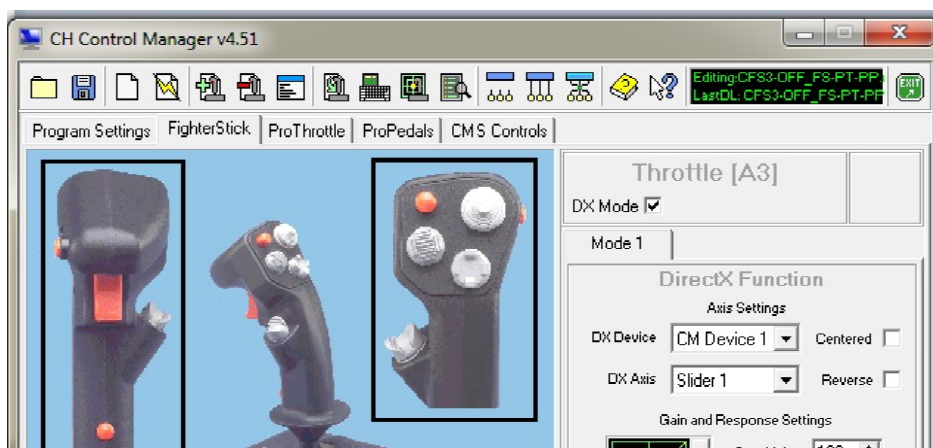 CH Control Manager v4.51
Editing:CFS3-OFF_FS-PT-PP.
LastDL: CFS3-OFF_FS-PT-PP
EXIT
Program Settings FighterStick ProThrottle ProPedals CMS Controls
Throttle [A3]
DX Mode
Mode 1
DirectX Function
Axis Settings
DX Device CM Device 1 Centered
DX Axis Slider 1 Reverse
Gain and Response Settings